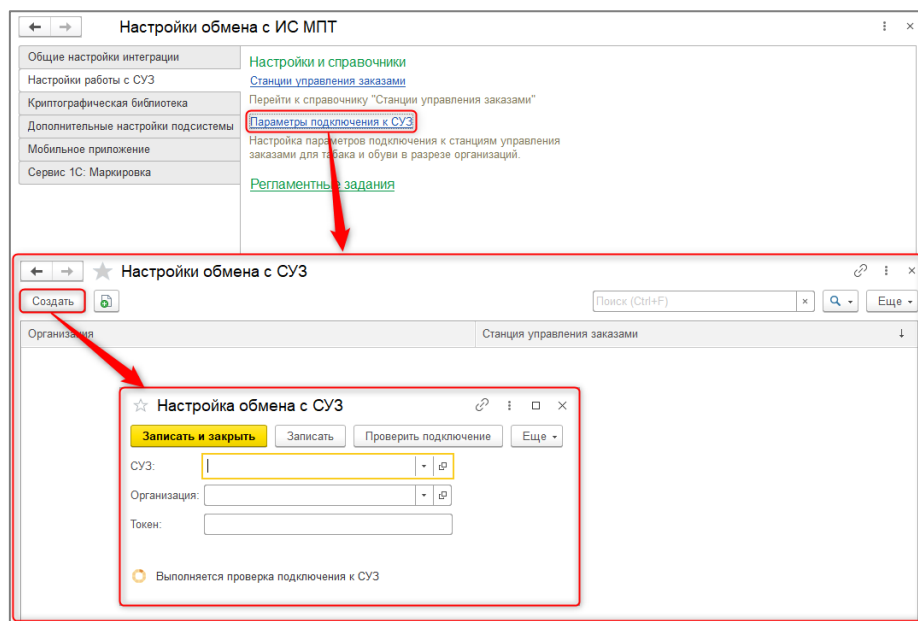 Настройки обмена с ИС МПТ
Общие настройки интеграции
Настройки работы с СУЗ
Криптографическая библиотека
Дополнительные настройки подсистемы
Мобильное приложение
Сервис 1С: Маркировка
Настройки и справочники
Станции управления заказами
Перейти к справочнику "Станции управления заказами"
Параметры подключения к СУЗ
Настройка параметров подключения к станциям управления
заказами для табака и обуви в разрезе организаций.
Регламентные задания
Настройки обмена с СУЗ
Создать
Поиск (Ctrl+F)
Еще
Организация
Станция управления заказами
Настройка обмена с СУЗ
Записать и закрыть
Записать
Проверить подключение
Еще
СУЗ:
Организация:
Токен:
Выполняется проверка подключения к СУЗ